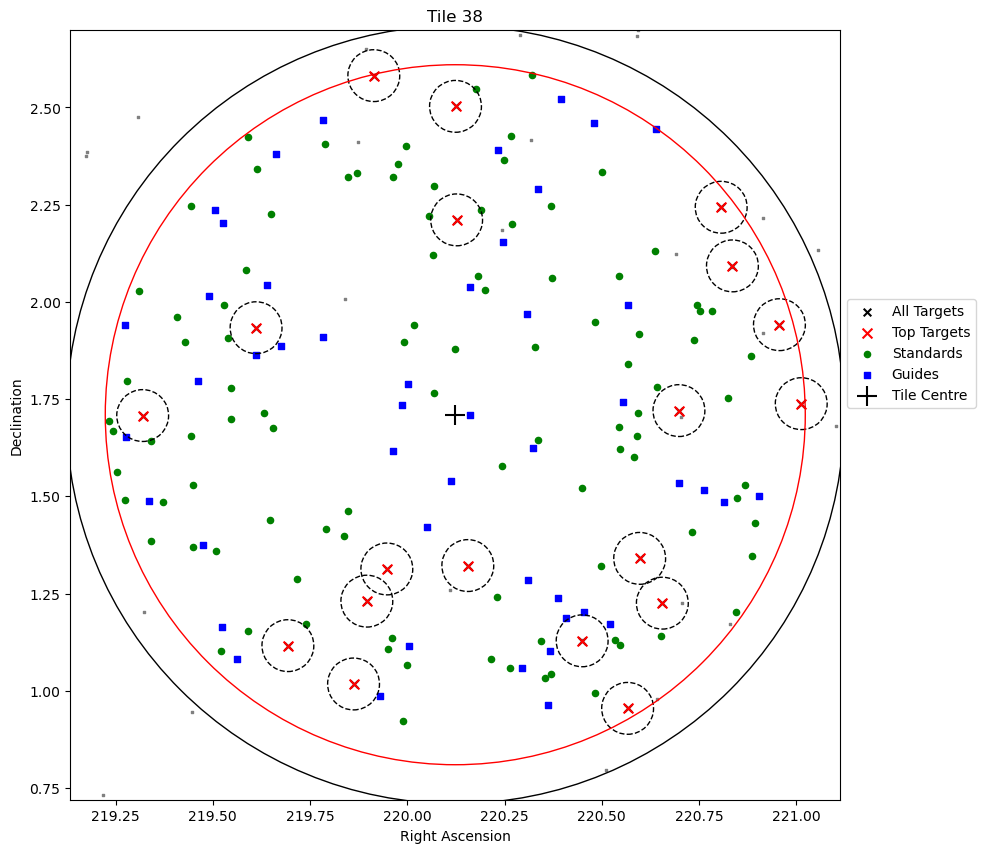 Tile 38
Declination
2.50
2.25
2.00
1.75
1.50
1.25
1.00
0.75
219.25 219.50 219.75 220.00 220.25 220.50 220.75 221.00
Right Ascension
All Targets
Top Targets
Standards
Guides
Tile Centre